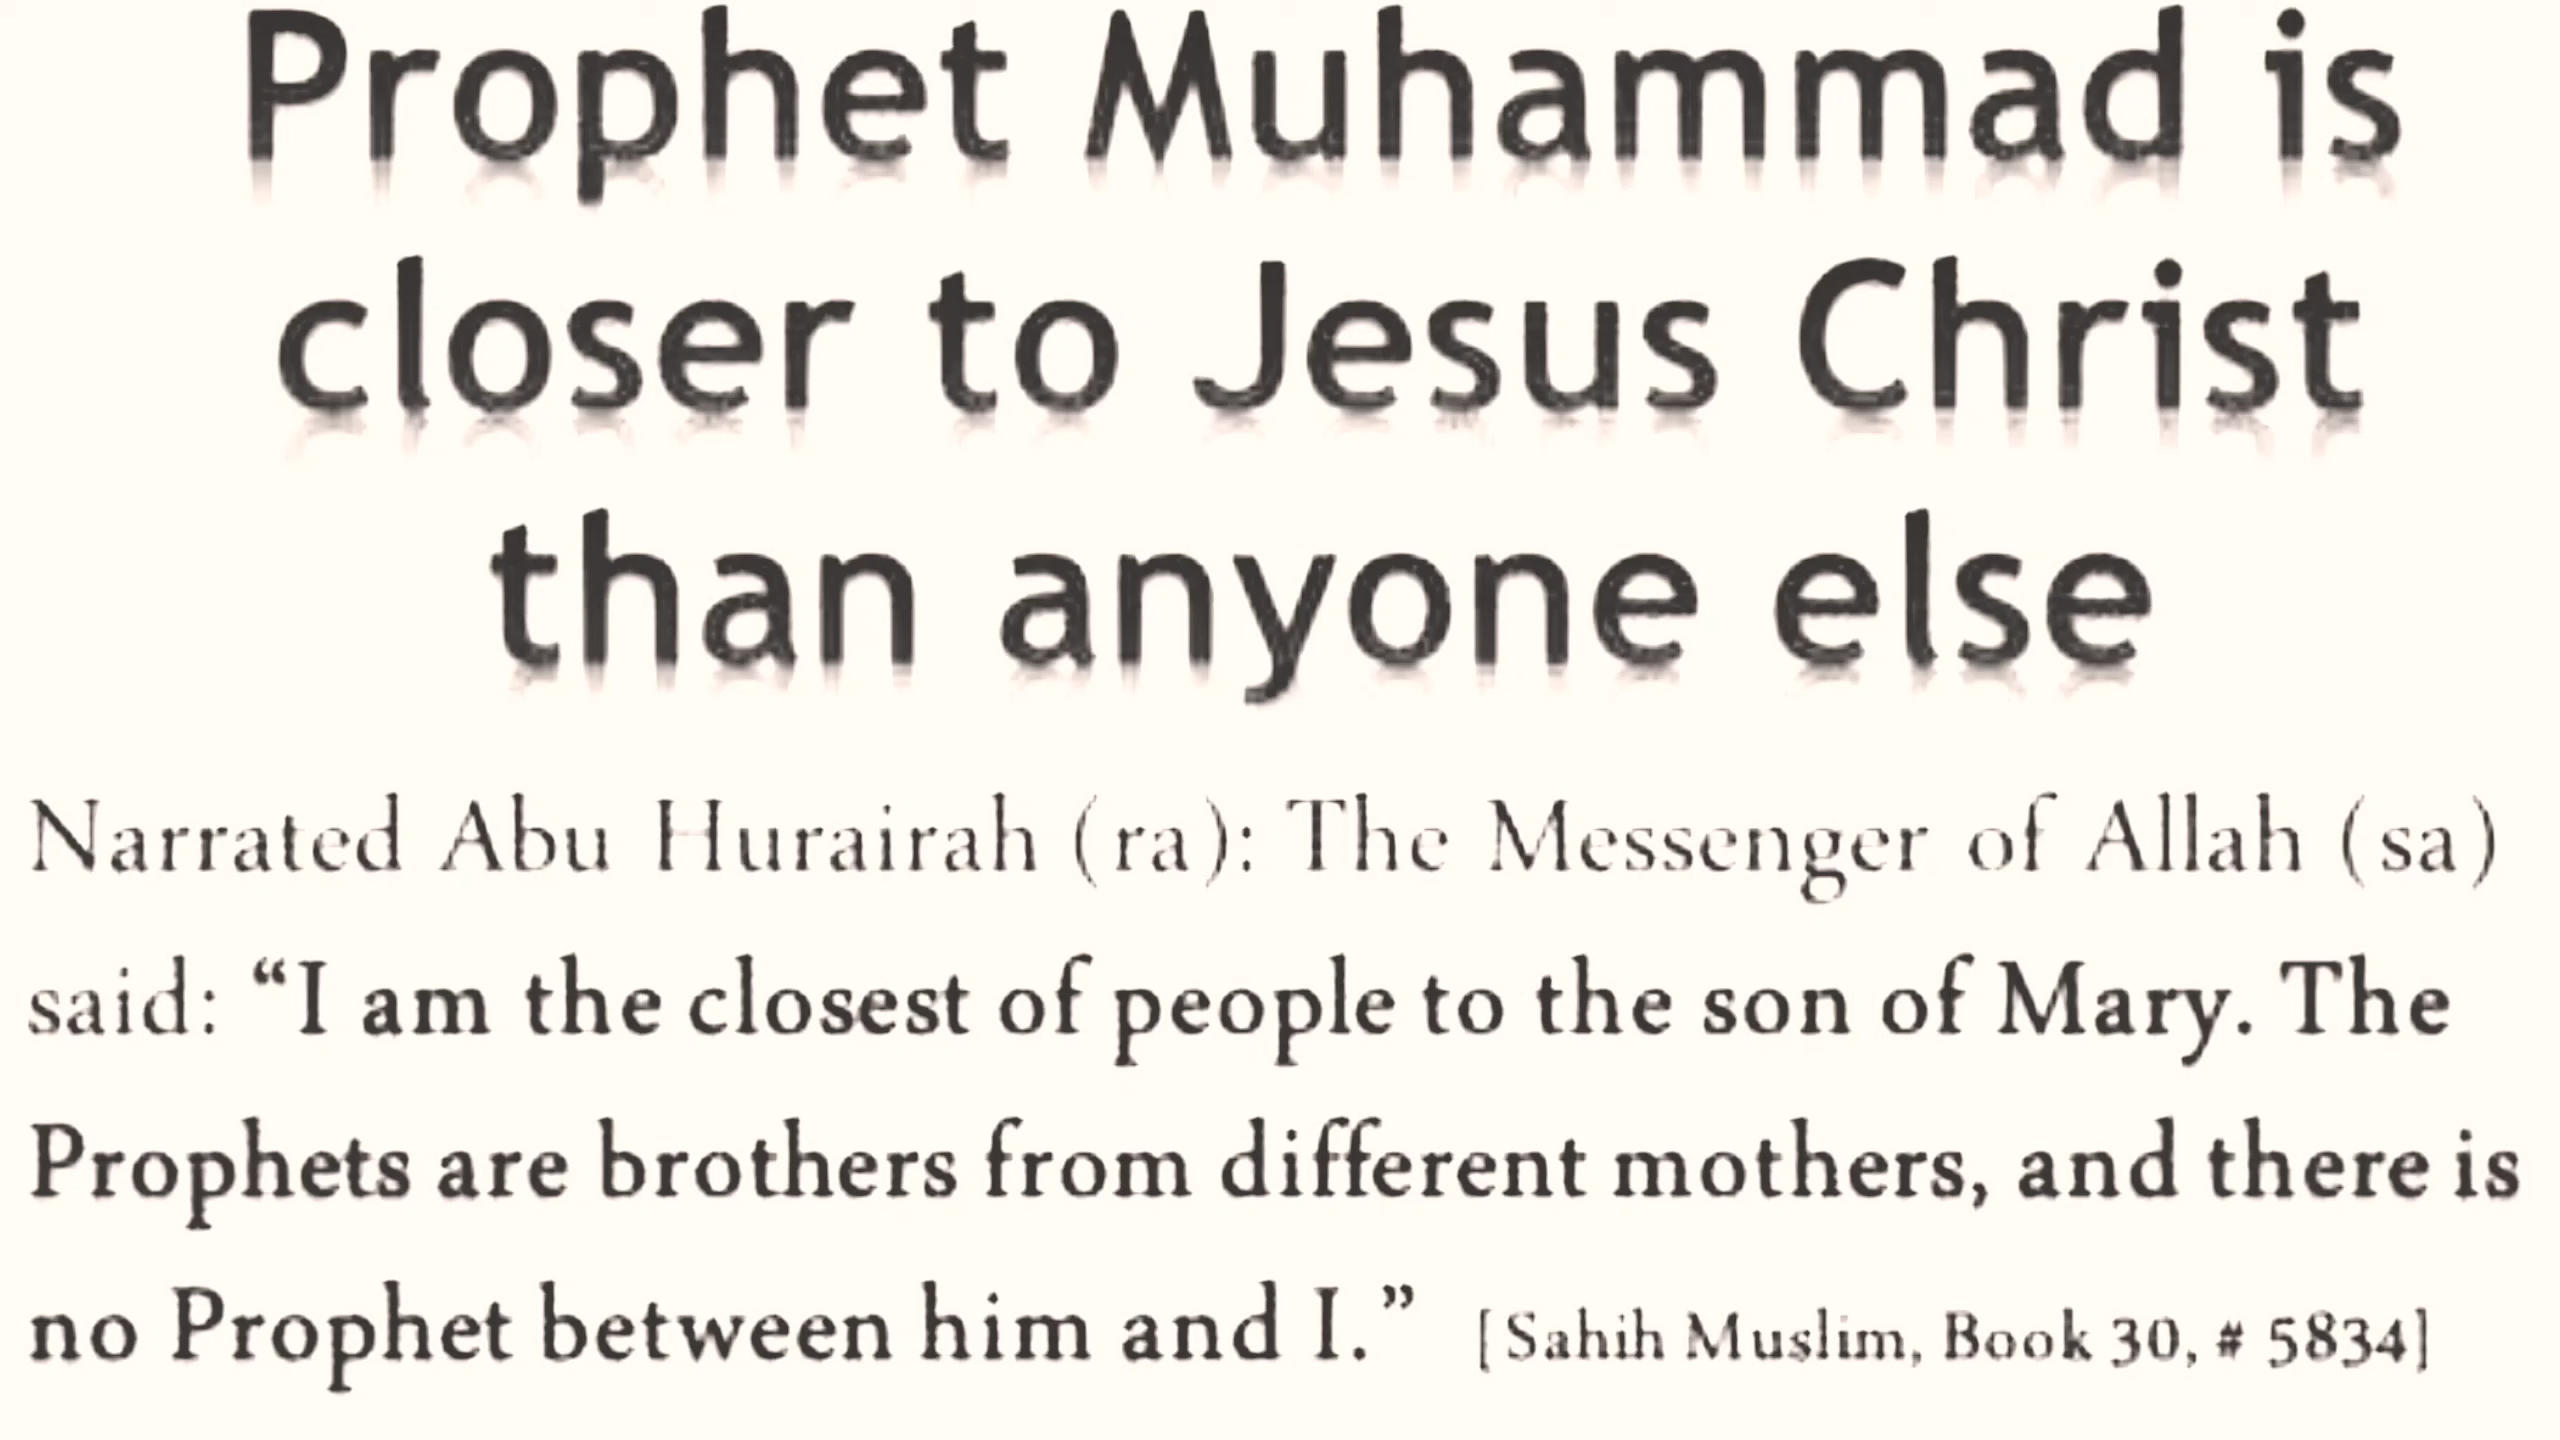 Prophet Muhammad is
closer to Jesus Christ
than anyone else
Narrated Abu Hurairah (ra): The Messenger of Allah (sa)
said: “I am the closest of people to the son of Mary. The
Prophets are brothers from different mothers, and there is
no Prophet between him and I.” [Sahih Muslim, Book 30, # 5834]